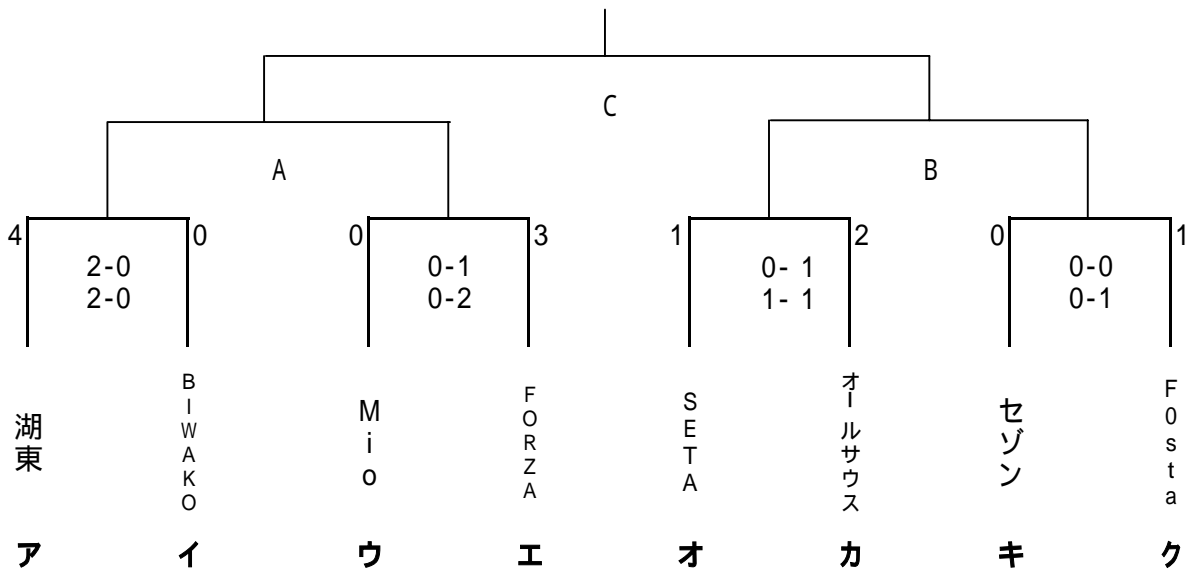 C
A
B
4 0 0 3 1 2 0 1
2-0 0-1 0- 1 0-0
2-0 0-2 1- 1 0-1
湖東
BIWAKO
Mio
FORZA
SETA
オールサウス
セゾン
F0sta
ア イ ウ エ オ カ キ ク